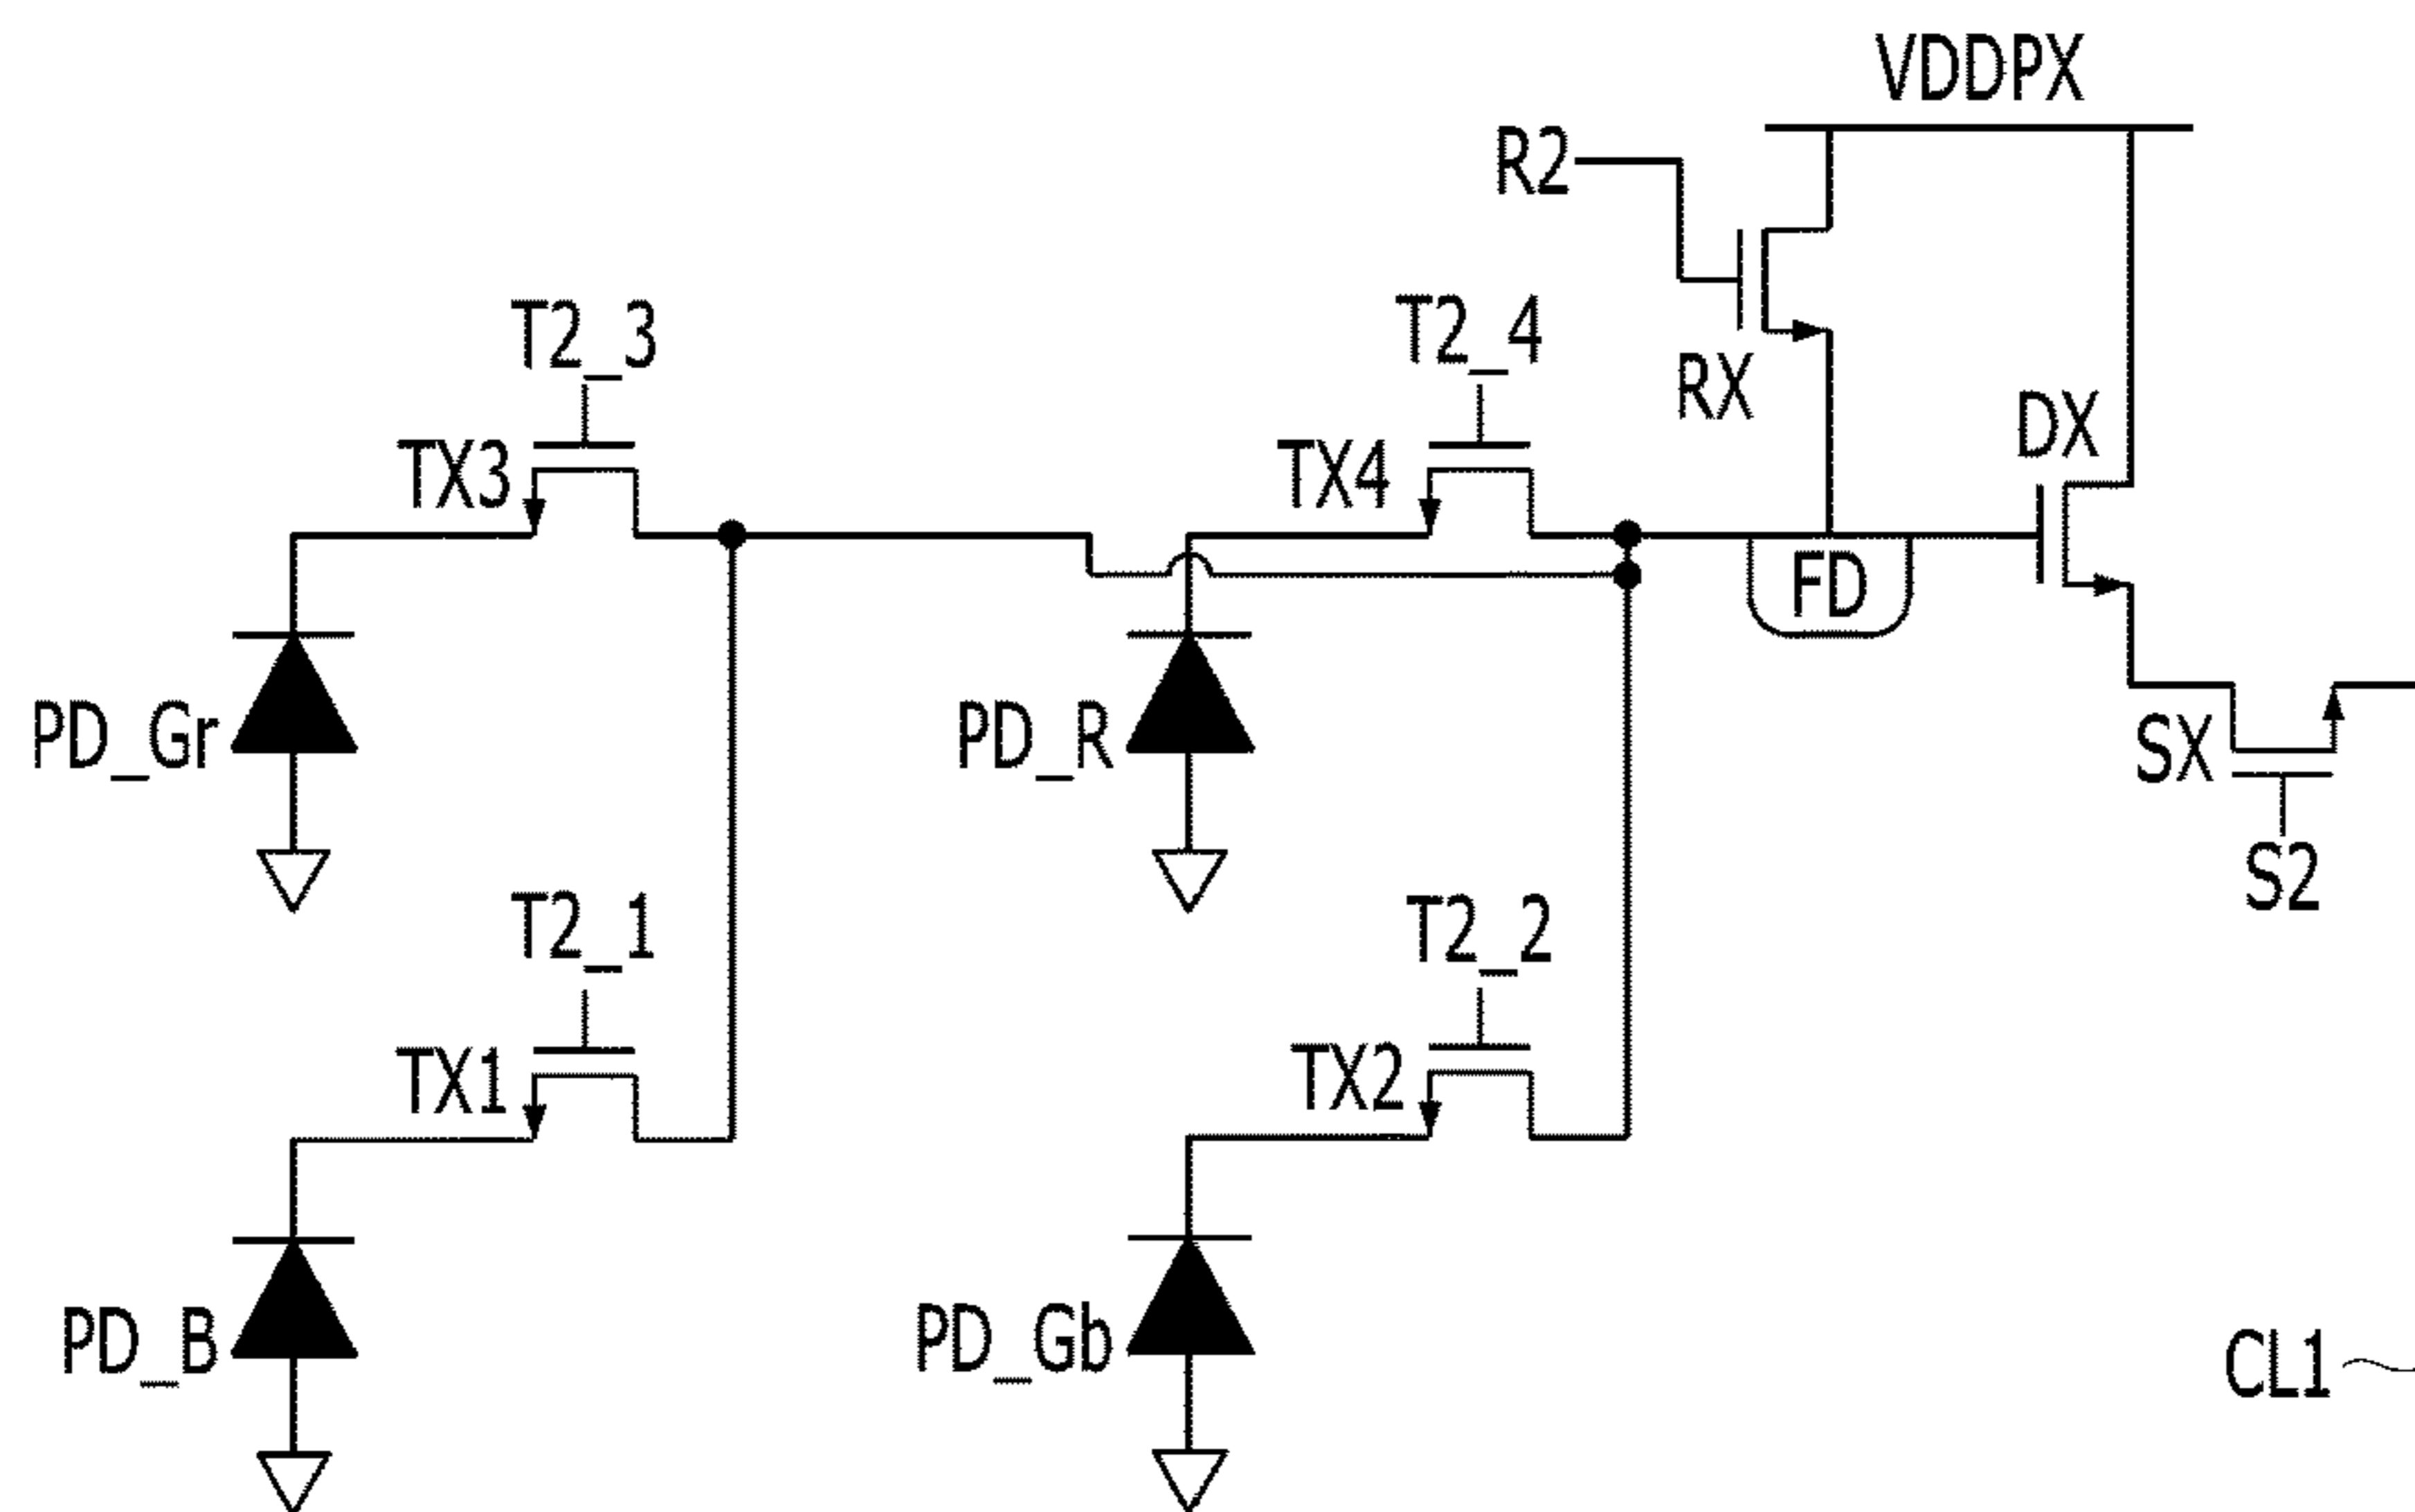 VDDPX
R2
T2_3
T2_4
RX
DX
TX3
TX4
FD
PD_Gr
PD_R
SX
S2
T2_1
T2_2
TX1
TX2
PD_B
PD_Gb
CL1